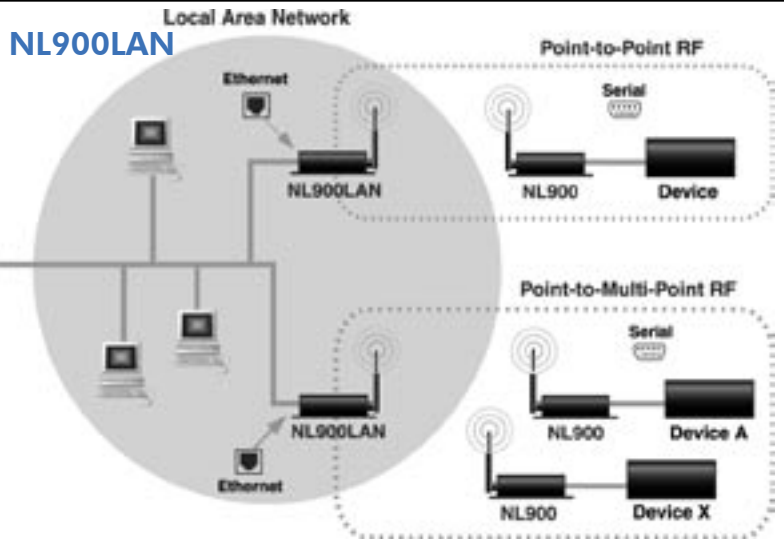 Local Area Network
NL900LAN
Ethernet
NL900LAN
Point-to-Point RF
Serial
NL900
Device
Point-to-Multi-Point RF
Serial
NL900
Device A
NL900LAN
Ethernet
NL900
Device X